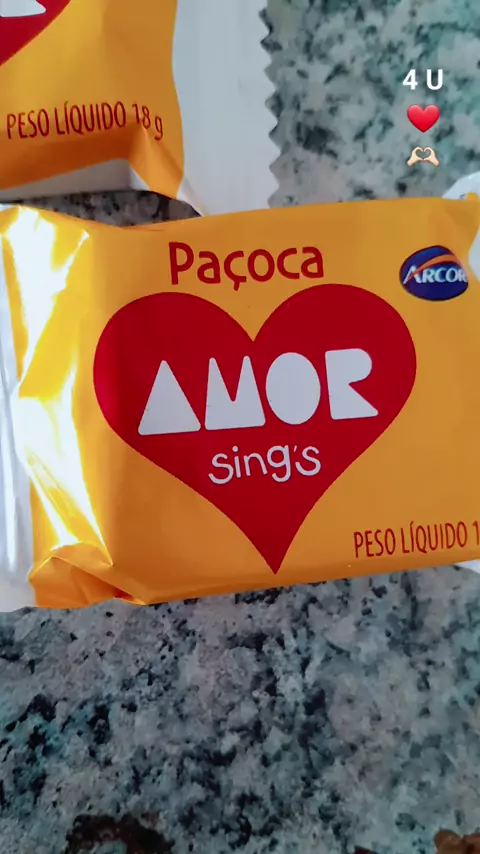 4 U
❤️
🫶🏻
PESO LÍQUIDO 18 g
Paçoca
ARCOR
AMOR
sing's
PESO LÍQUIDO 1